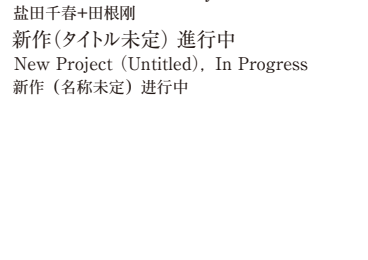 盐田千春+田根刚
新作(タイトル未定) 進行中
New Project (Untitled), In Progress
新作（名称未定）进行中